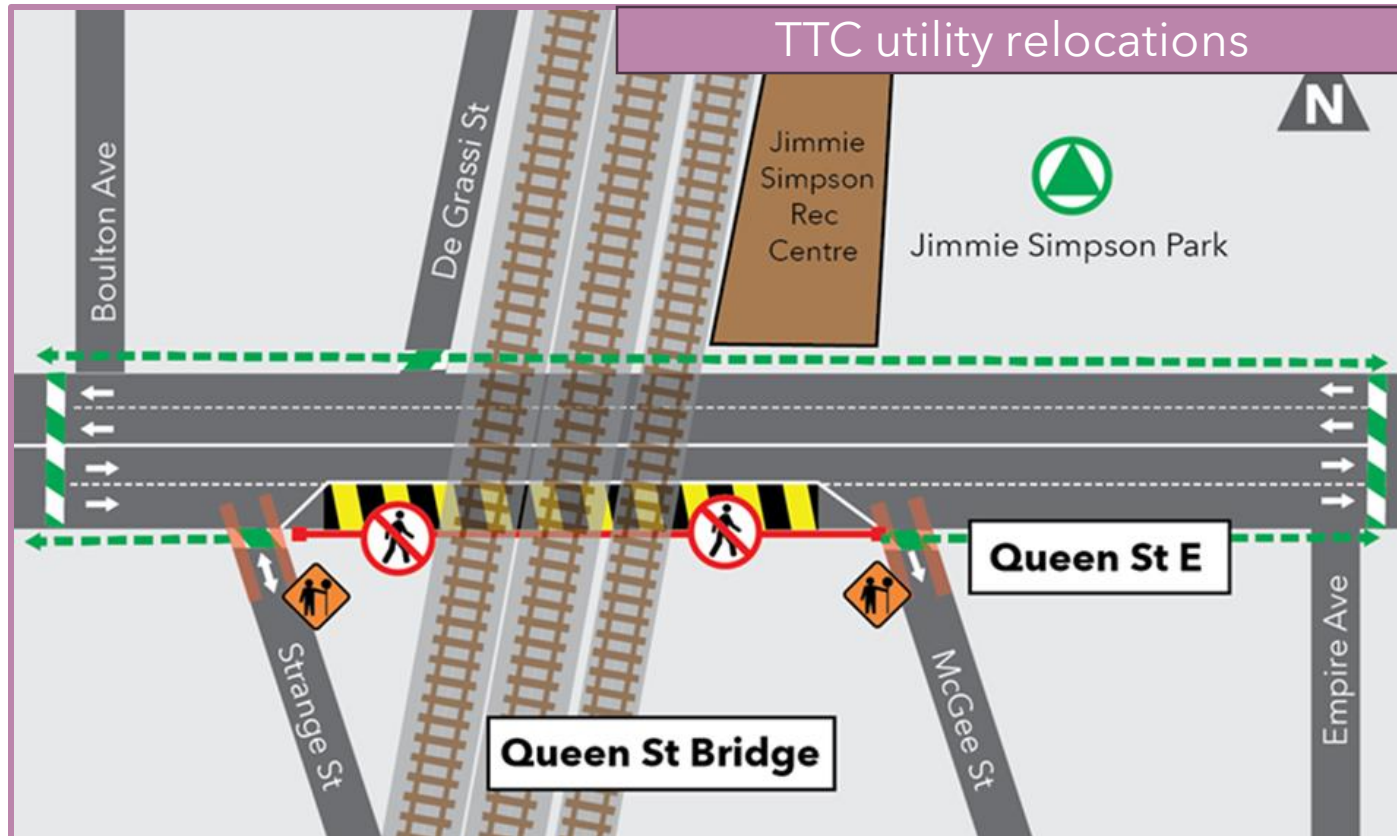 TTC utility relocations
N
Boulton Ave
De Grassi St
Jimmie
Simpson
Rec
Centre
Jimmie Simpson Park
Queen St E
Strange St
McGee St
Empire Ave
Queen St Bridge